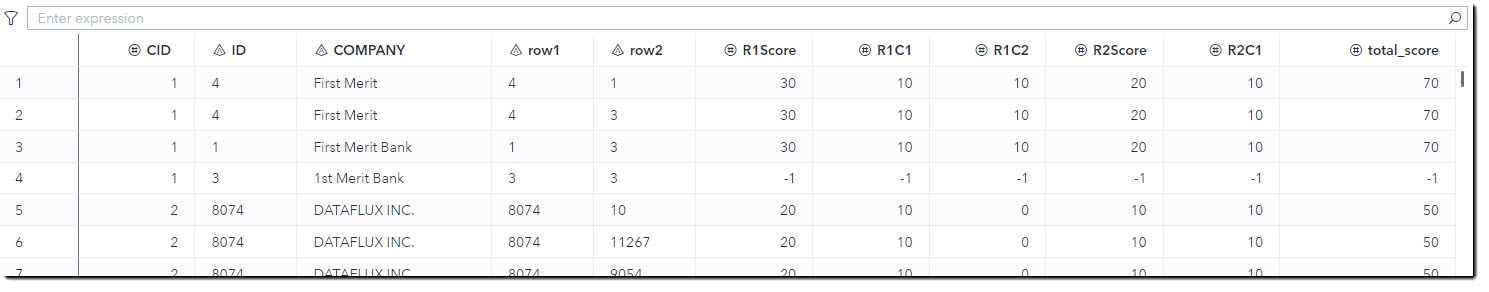 Enter expression
CID ID COMPANY row1 row2 R1Score R1C1 R1C2 R2Score R2C1 total_score
1 1 4 First Merit 4 1 30 10 10 20 10 70
2 1 4 First Merit 4 3 30 10 10 20 10 70
3 1 1 First Merit Bank 1 3 30 10 10 20 10 70
4 1 3 1st Merit Bank 3 3 -1 -1 -1 -1 -1 -1
5 2 8074 DATAFLUX INC. 8074 10 20 10 0 10 10 50
6 2 8074 DATAFLUX INC. 8074 11267 20 10 0 10 10 50
7 2 8074 DATAFLUX INC. 8074 9054 20 10 0 10 10 50